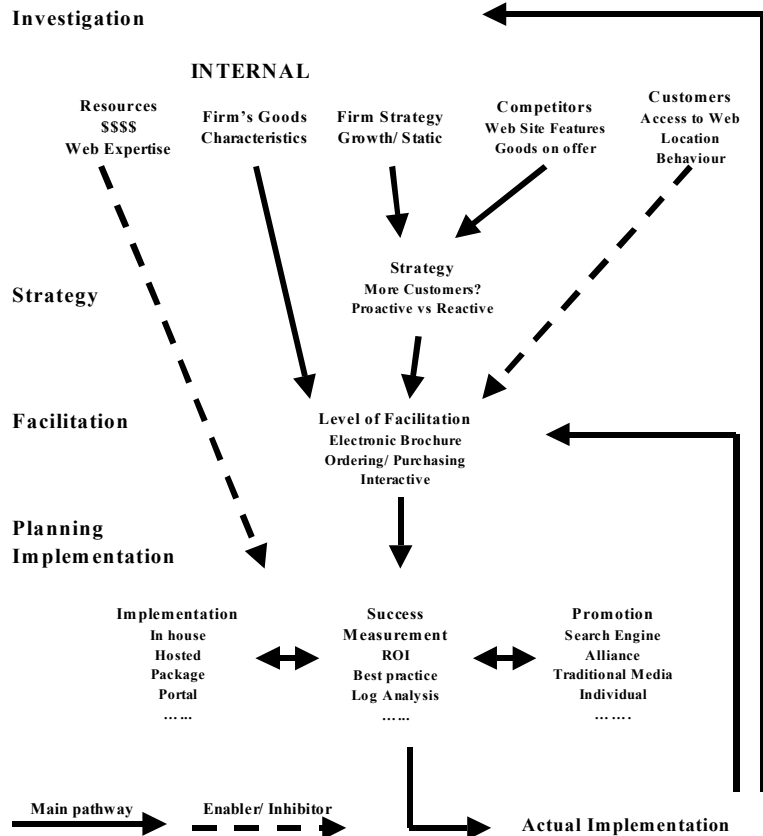 Investigation
INTERNAL
Resources
$$$$
Web Expertise
Firm's Goods
Characteristics
Firm Strategy
Growth/ Static
Competitors
Web Site Features
Goods on offer
Customers
Access to Web
Location
Behaviour
Strategy
Strategy
More Customers?
Proactive vs Reactive
Facilitation
Level of Facilitation
Electronic Brochure
Ordering/ Purchasing
Interactive
Planning
Implementation
Implementation
In house
Hosted
Package
Portal
......
Success
Measurement
ROI
Best practice
Log Analysis
......
Promotion
Search Engine
Alliance
Traditional Media
Individual
.......
Main pathway
Enabler/ Inhibitor
Actual Implementation